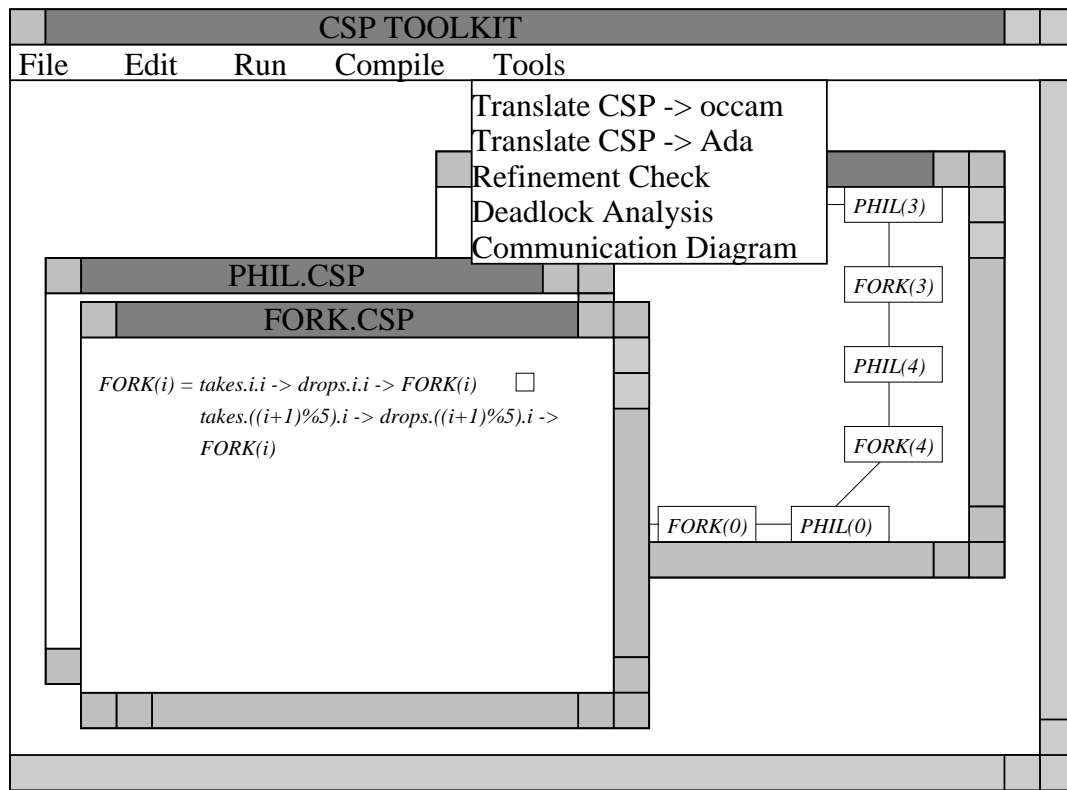 CSP TOOLKIT
File Edit Run Compile Tools
Translate CSP -> occam
Translate CSP -> Ada
Refinement Check
Deadlock Analysis
Communication Diagram
PHIL(3)
FORK(3)
PHIL(4)
FORK(4)
FORK(0) PHIL(0)
PHIL.CSP
FORK.CSP
FORK(i) = takes.i.i -> drops.i.i -> FORK(i) □
takes.((i+1)%5).i -> drops.((i+1)%5).i ->
FORK(i)